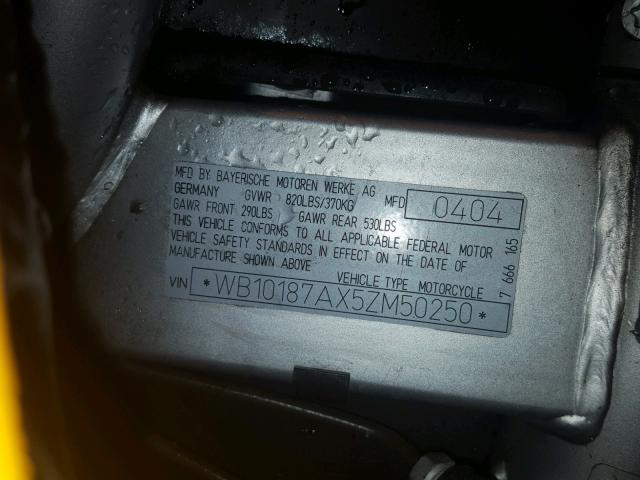 MFD BY BAYERISCHE MOTOREN WERKE AG
GERMANY GVWR 820LBS/370KG MFD 0404
GAWR FRONT 290LBS GAWR REAR 530LBS
THIS VEHICLE CONFORMS TO ALL APPLICABLE FEDERAL MOTOR
VEHICLE SAFETY STANDARDS IN EFFECT ON THE DATE OF
MANUFACTURE SHOWN ABOVE
VEHICLE TYPE MOTORCYCLE
VIN *WB10187AX5ZM50250*
7 666 165